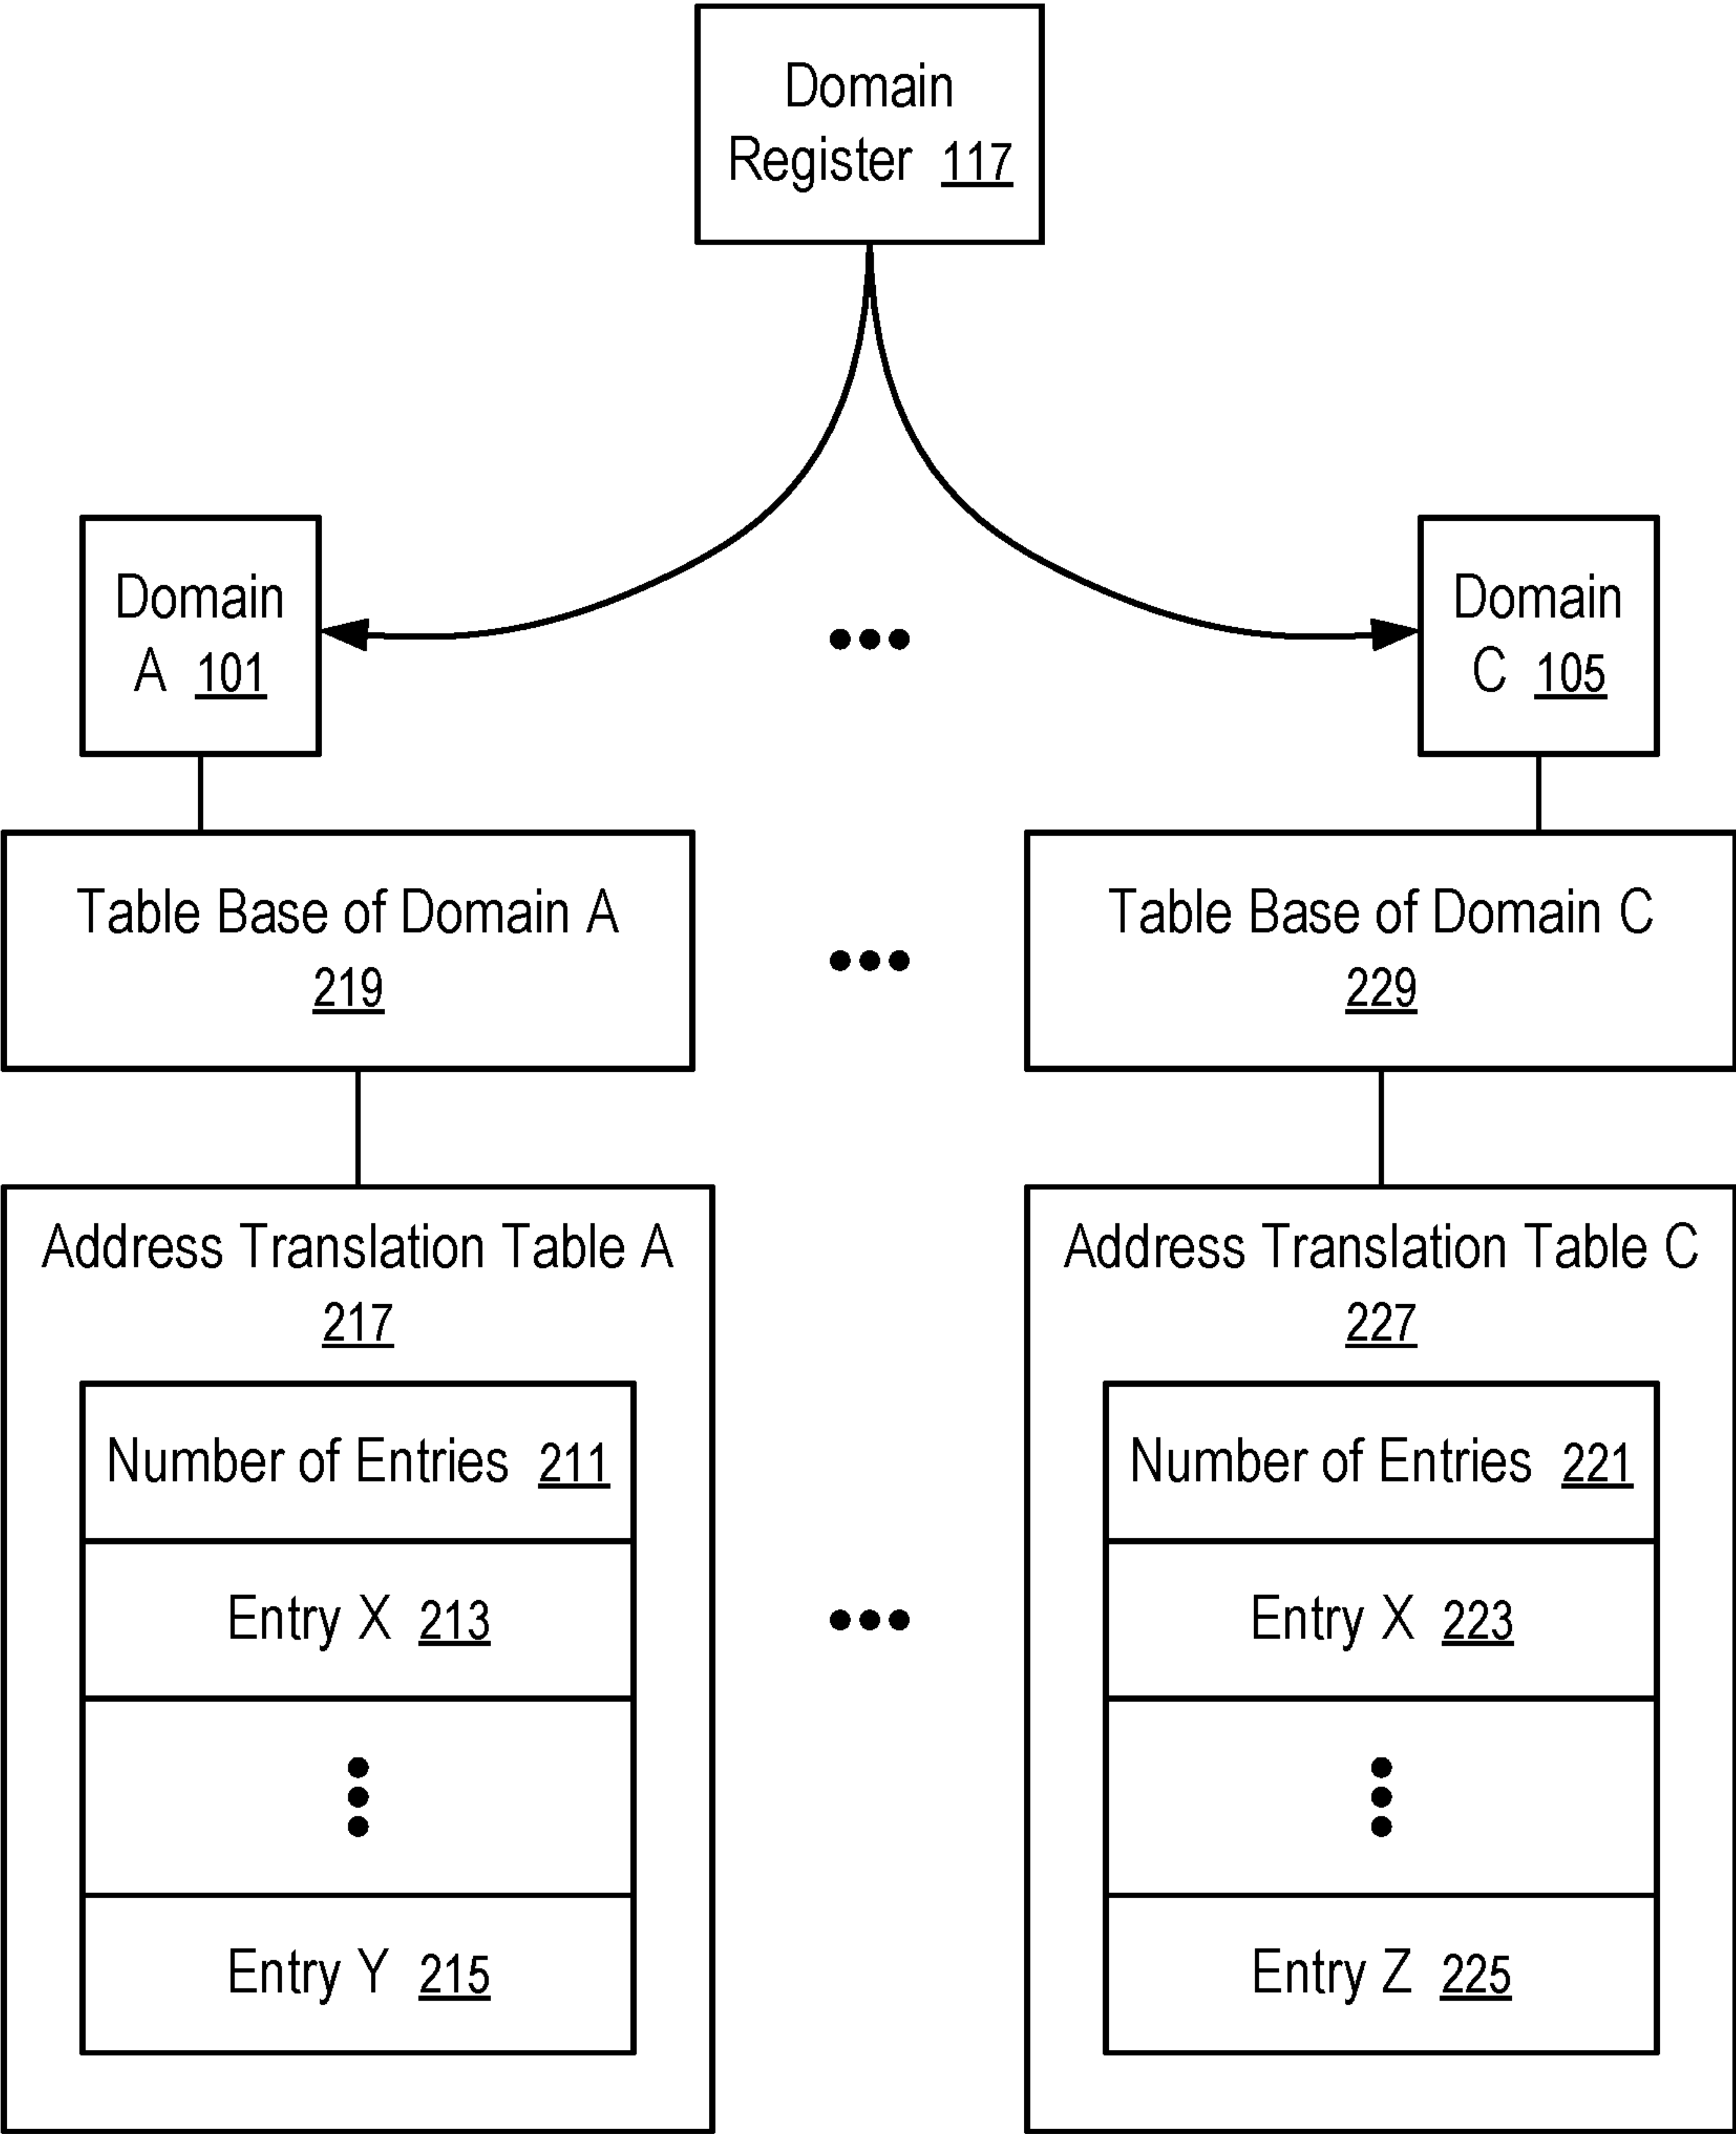 Domain
Register 117
Domain
A 101
Domain
C 105
Table Base of Domain A
219
Table Base of Domain C
229
Address Translation Table A
217
Number of Entries 211
Entry X 213
Entry Y 215
Address Translation Table C
227
Number of Entries 221
Entry X 223
Entry Z 225